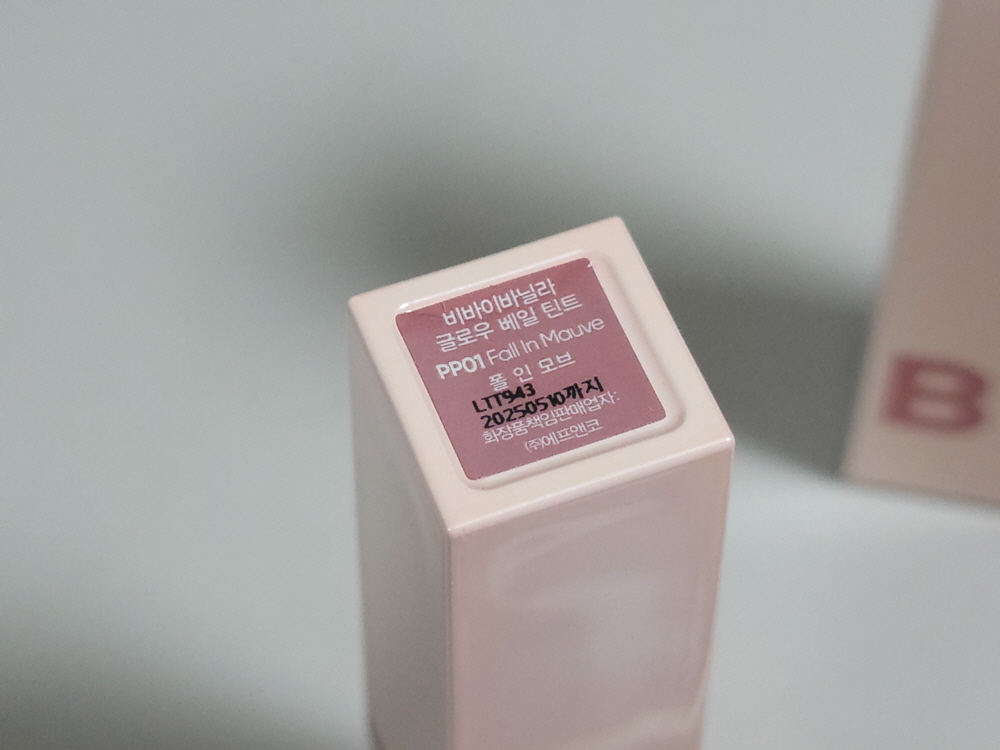 비바이바닐라
글로우 베일 틴트
PP01 Fall In Mauve
폴 인 모브
LTT943
20250510까지
화장품책임판매업자:
(주)에프앤코
B